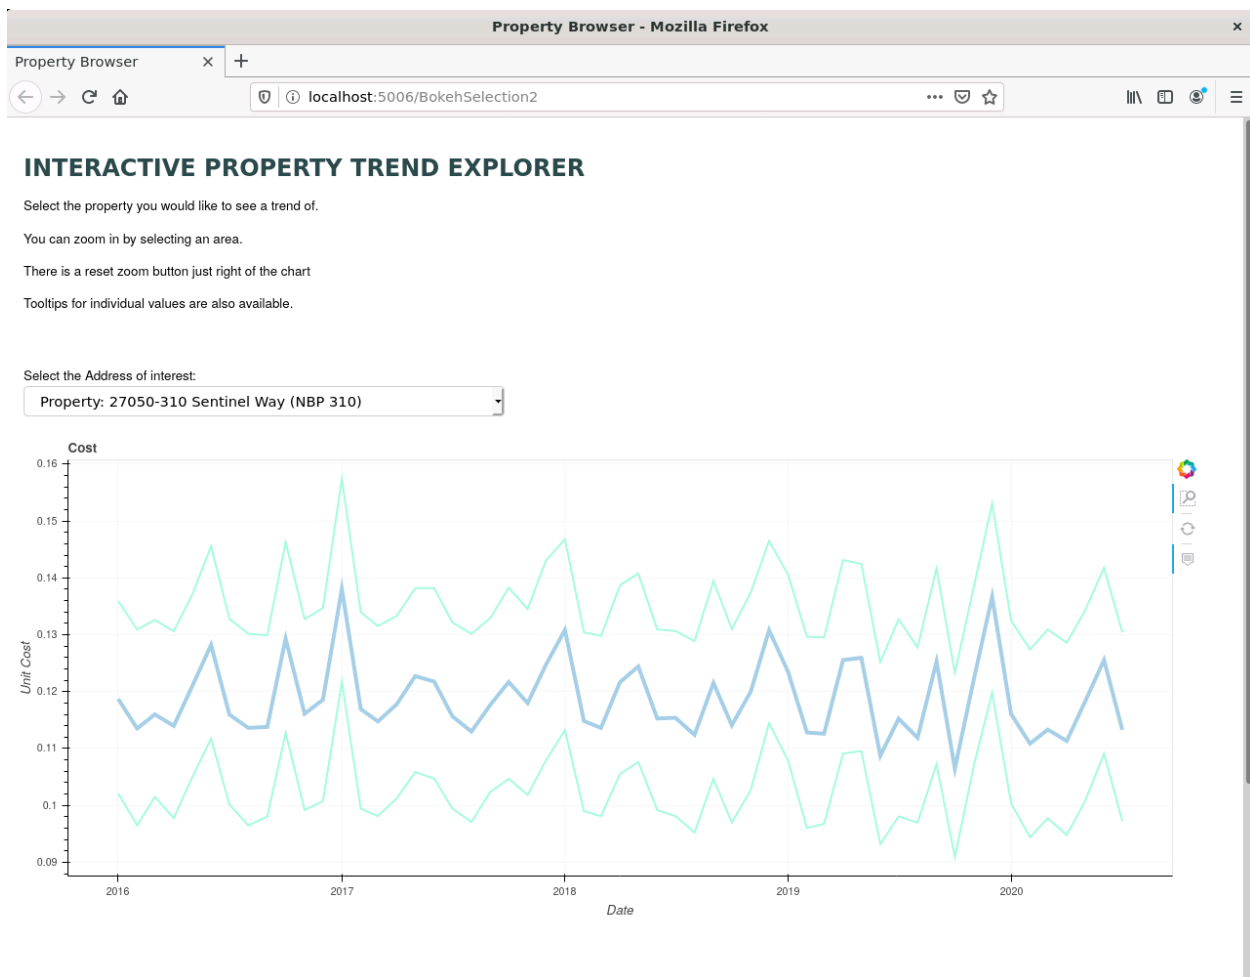 Property Browser - Mozilla Firefox
Property Browser
localhost:5006/BokehSelection2
INTERACTIVE PROPERTY TREND EXPLORER
Select the property you would like to see a trend of.
You can zoom in by selecting an area.
There is a reset zoom button just right of the chart
Tooltips for individual values are also available.
Select the Address of interest:
Property: 27050-310 Sentinel Way (NBP 310)
Cost
0.16
0.15
0.14
0.13
0.12
0.11
0.1
0.09
Unit Cost
2016 2017 2018 2019 2020
Date